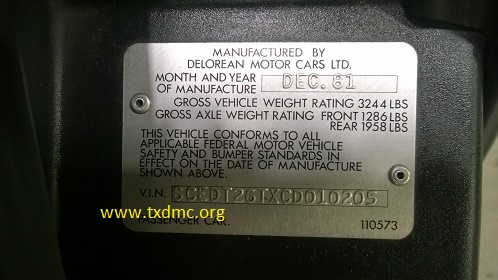 MANUFACTURED BY
DELOREAN MOTOR CARS LTD.
MONTH AND YEAR
OF MANUFACTURE DEC. 81
GROSS VEHICLE WEIGHT RATING 3244 LBS
GROSS AXLE WEIGHT RATING FRONT 1286 LBS
REAR 1958 LBS
THIS VEHICLE CONFORMS TO ALL
APPLICABLE FEDERAL MOTOR VEHICLE
SAFETY AND BUMPER STANDARDS IN
EFFECT ON THE DATE OF MANUFACTURE
SHOWN ABOVE.
V.I.N. SCEDT26TXCD010205
www.txdmc.org
PASSENGER CAR. 110573